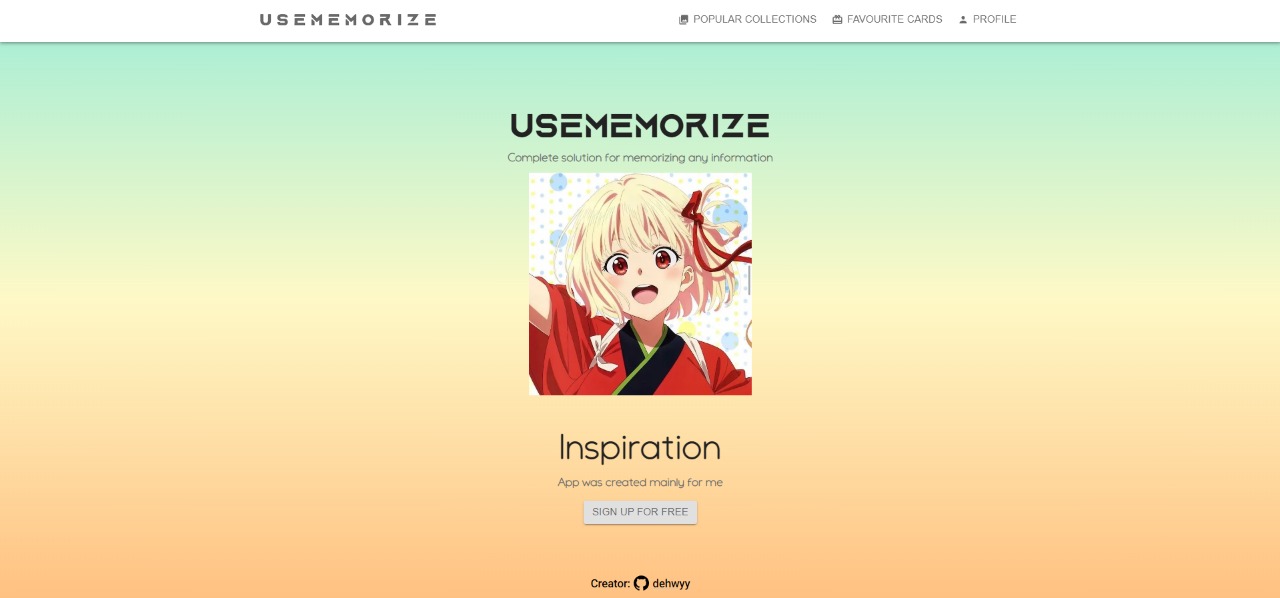 USEMEMORIZE
POPULAR COLLECTIONS
FAVOURITE CARDS
PROFILE
USEMEMORIZE
Complete solution for memorizing any information
Inspiration
App was created mainly for me
SIGN UP FOR FREE
Creator: dehwyy